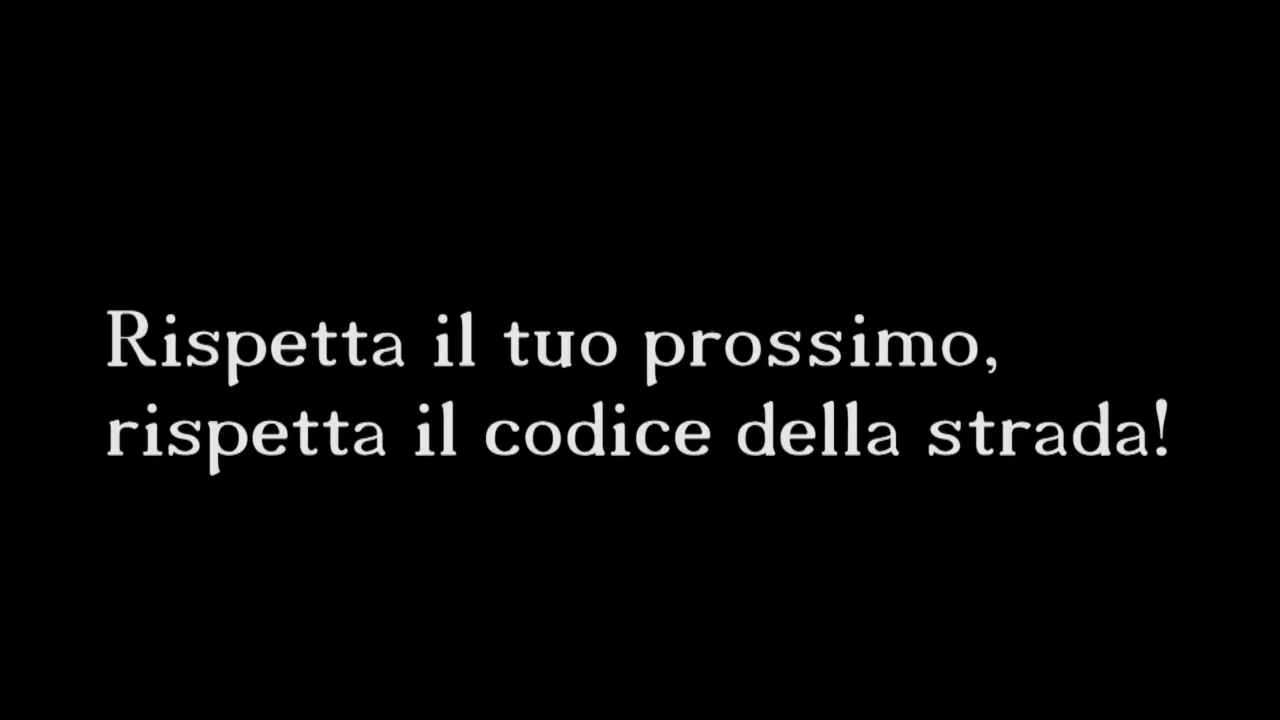 Rispetta il tuo prossimo,
rispetta il codice della strada!